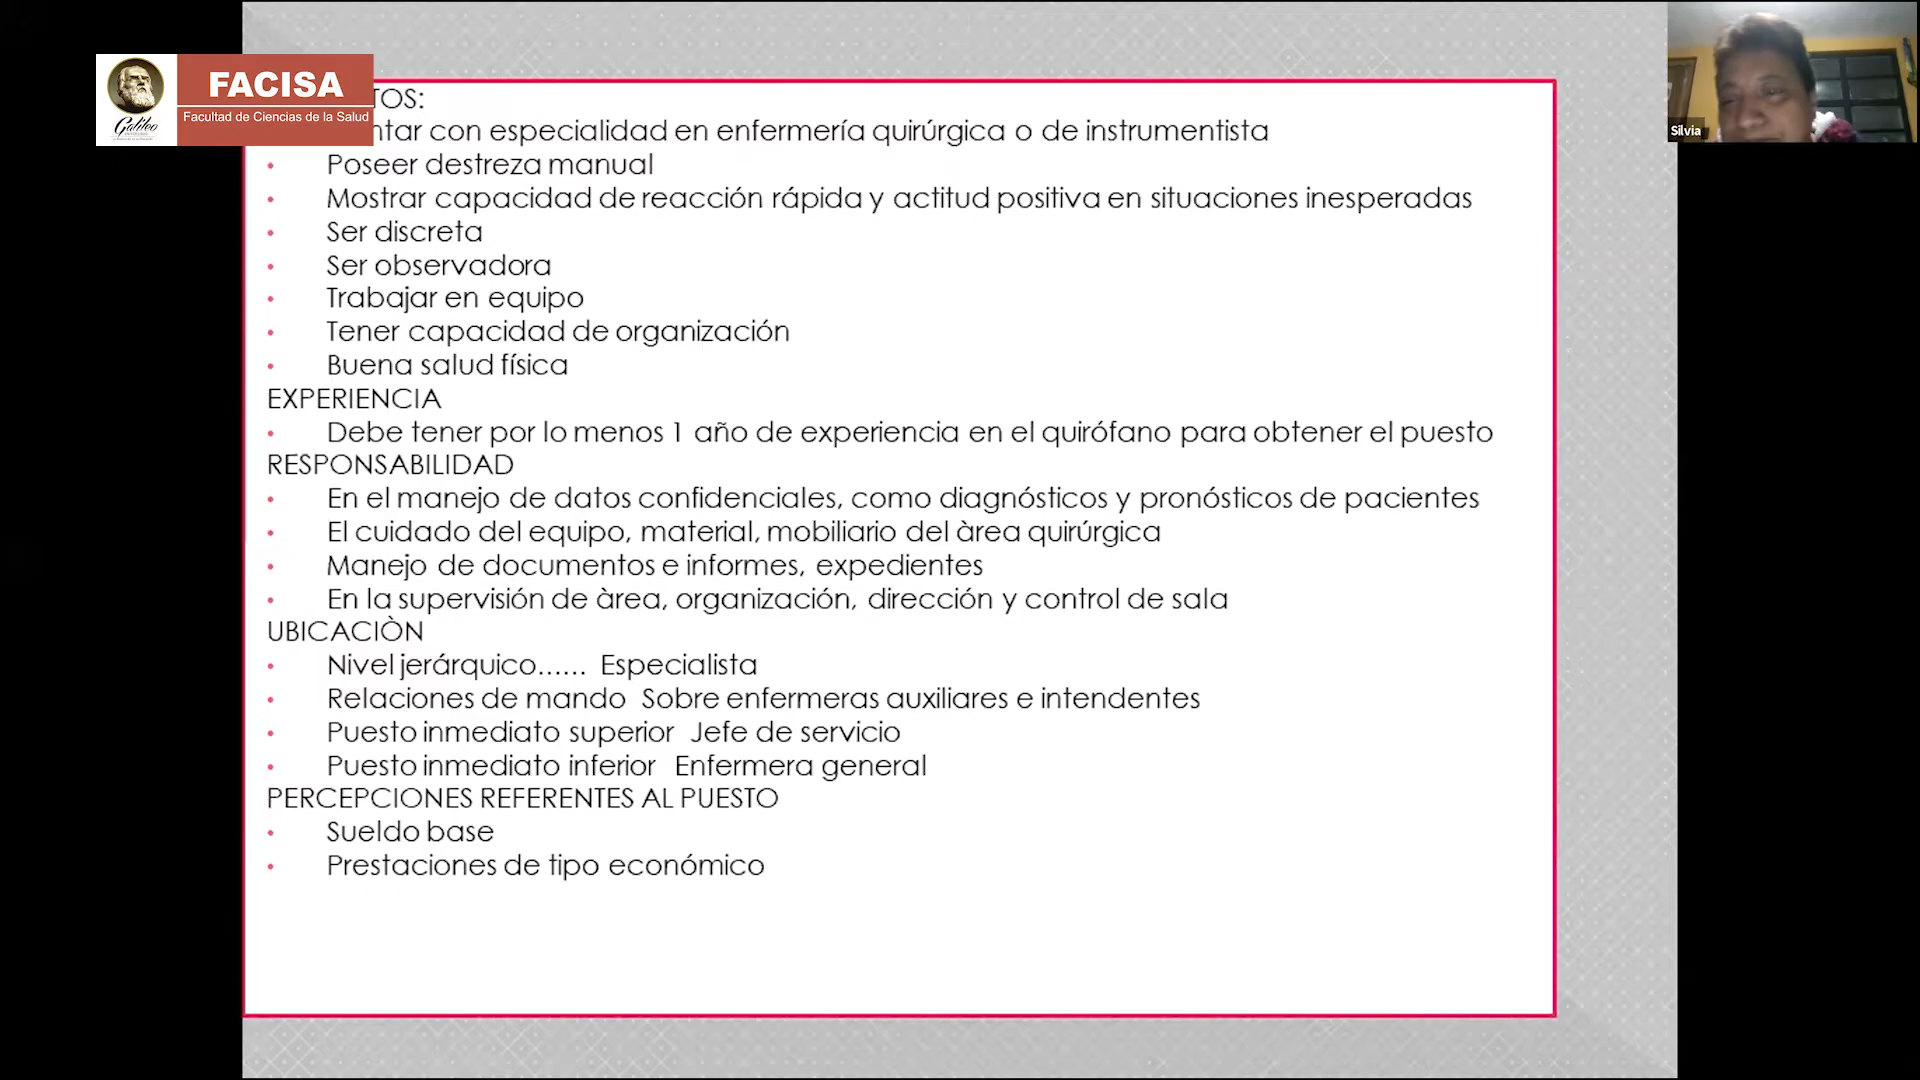 FACISA
Facultad de Ciencias de la Salud
Galileo
Silvia
TOS:
ntar con especialidad en enfermería quirúrgica o de instrumentista
• Poseer destreza manual
• Mostrar capacidad de reacción rápida y actitud positiva en situaciones inesperadas
• Ser discreta
• Ser observadora
• Trabajar en equipo
• Tener capacidad de organización
• Buena salud física
EXPERIENCIA
• Debe tener por lo menos 1 año de experiencia en el quirófano para obtener el puesto
RESPONSABILIDAD
• En el manejo de datos confidenciales, como diagnósticos y pronósticos de pacientes
• El cuidado del equipo, material, mobiliario del àrea quirúrgica
• Manejo de documentos e informes, expedientes
• En la supervisión de àrea, organización, dirección y control de sala
UBICACIÒN
• Nivel jerárquico...... Especialista
• Relaciones de mando Sobre enfermeras auxiliares e intendentes
• Puesto inmediato superior Jefe de servicio
• Puesto inmediato inferior Enfermera general
PERCEPCIONES REFERENTES AL PUESTO
• Sueldo base
• Prestaciones de tipo económico